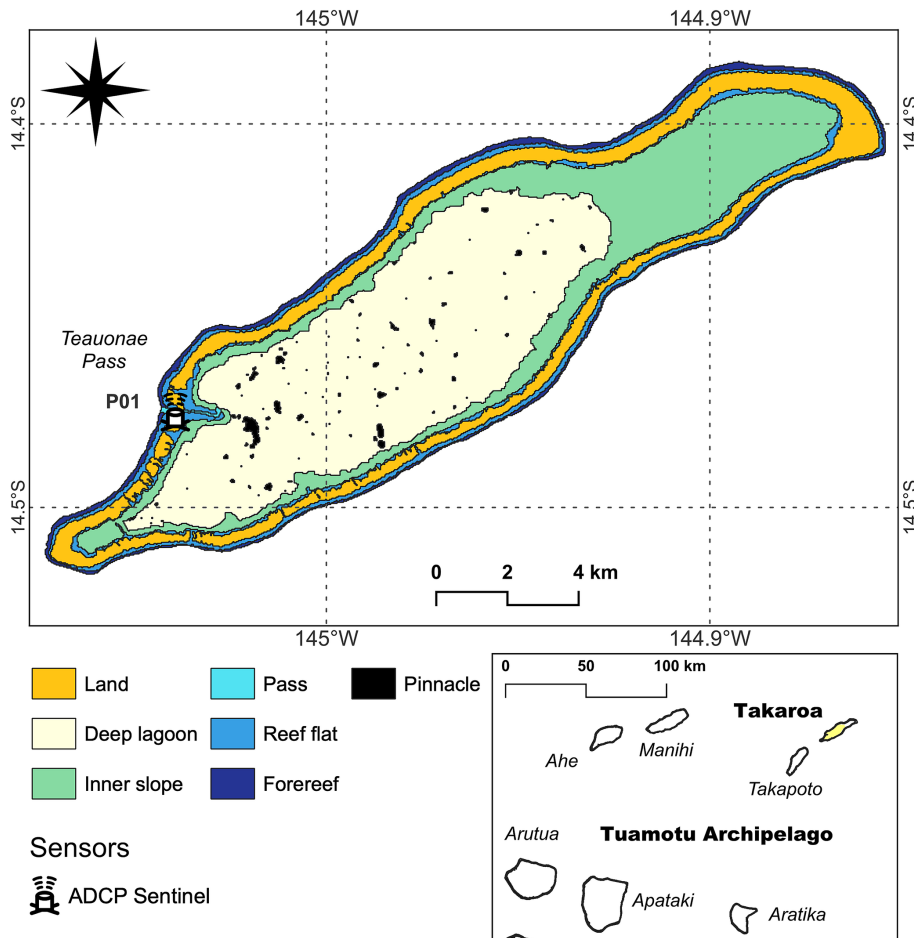 145°W
144.9°W
14.4°S
14.4°S
Teauonae
Pass
P01
14.5°S
14.5°S
0
2
4 km
145°W
144.9°W
Land
Pass
Pinnacle
Deep lagoon
Reef flat
Inner slope
Forereef
Sensors
ADCP Sentinel
0
50
100 km
Takaroa
Ahe
Manihi
Takapoto
Arutua
Tuamotu Archipelago
Apataki
Aratika